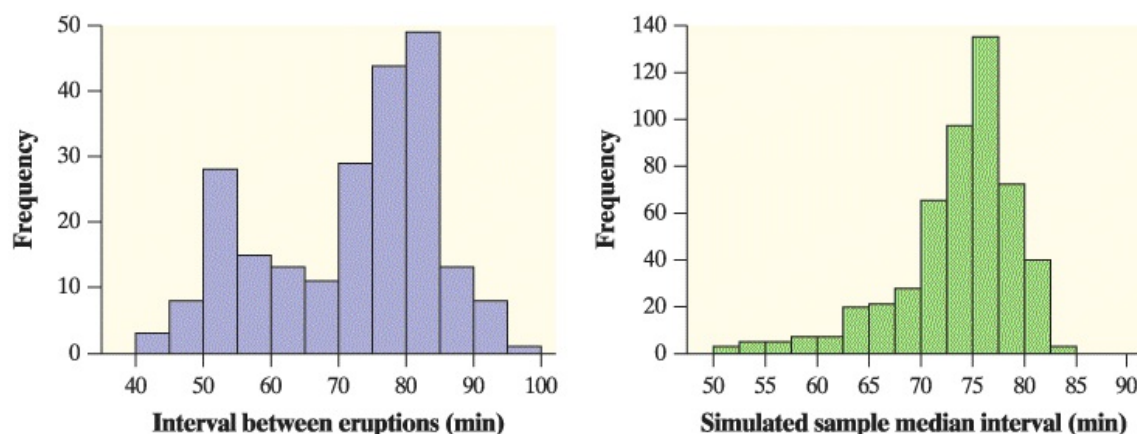 50
40
30
20
10
0
Frequency
40 50 60 70 80 90 100
Interval between eruptions (min)
140
120
100
80
60
40
20
0
Frequency
50 55 60 65 70 75 80 85 90
Simulated sample median interval (min)